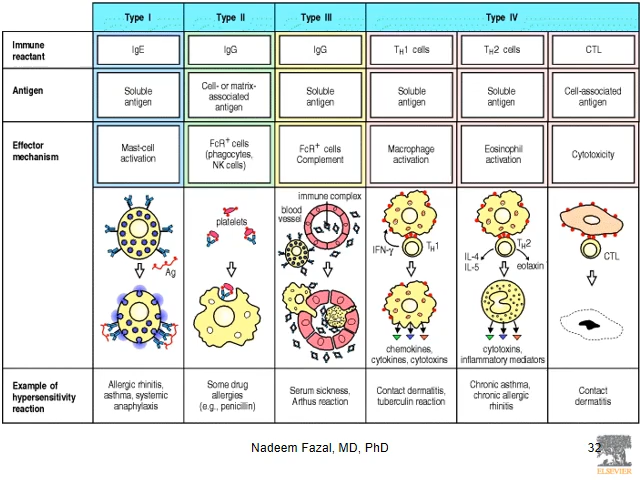 Type I
Type II
Type III
Type IV
Immune
reactant
IgE
IgG
IgG
TH1 cells
TH2 cells
CTL
Antigen
Soluble
antigen
Cell- or matrix-
associated
antigen
Soluble
antigen
Soluble
antigen
Soluble
antigen
Cell-associated
antigen
Effector
mechanism
Mast-cell
activation
FcR+ cells
(phagocytes,
NK cells)
FcR+ cells
Complement
Macrophage
activation
Eosinophil
activation
Cytotoxicity
Ag
platelets
immune complex
blood
vessel
IFN-γ
TH1
chemokines,
cytokines, cytotoxins
TH2
IL-4
IL-5
eotaxin
cytotoxins,
inflammatory mediators
CTL
Example of
hypersensitivity
reaction
Allergic rhinitis,
asthma, systemic
anaphylaxis
Some drug
allergies
(e.g., penicillin)
Serum sickness,
Arthus reaction
Contact dermatitis,
tuberculin reaction
Chronic asthma,
chronic allergic
rhinitis
Contact
dermatitis
Nadeem Fazal, MD, PhD
32
ELSEVIER